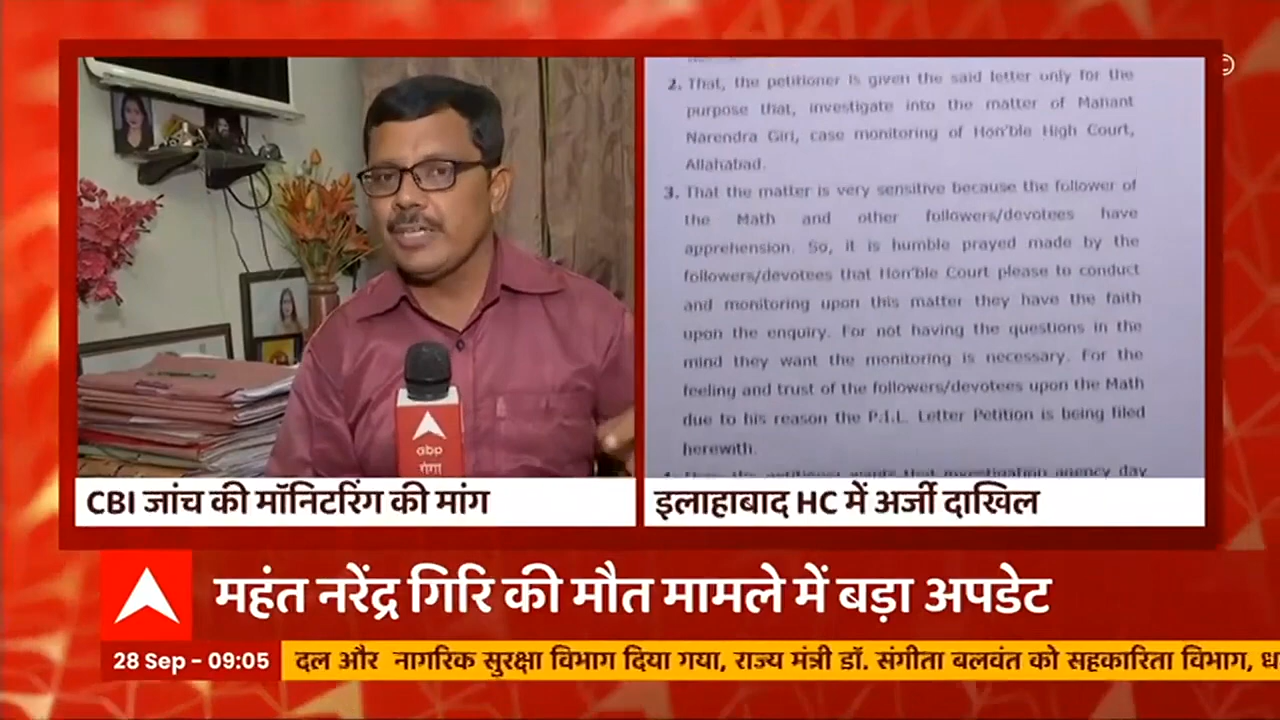 2. That, the petitioner is given the said letter only for the
purpose that, investigate into the matter of Mahant
Narendra Giri, case monitoring of Hon'ble High Court,
Allahabad.
3. That the matter is very sensitive because the follower of
the Math and other followers/devotees have
apprehension. So, it is humble prayed made by the
followers/devotees that Hon'ble Court please to conduct
and monitoring upon this matter they have the faith
upon the enquiry. For not having the questions in the
mind they want the monitoring is necessary. For the
feeling and trust of the followers/devotees upon the Math
due to his reason the P.I.L. Letter Petition is being filed
herewith.
that investigation agency day
abp
गंगा
CBI जांच की मॉनिटरिंग की मांग
इलाहाबाद HC में अर्जी दाखिल
महंत नरेंद्र गिरि की मौत मामले में बड़ा अपडेट
28 Sep - 09:05
दल और नागरिक सुरक्षा विभाग दिया गया, राज्य मंत्री डॉ. संगीता बलवंत को सहकारिता विभाग,
©